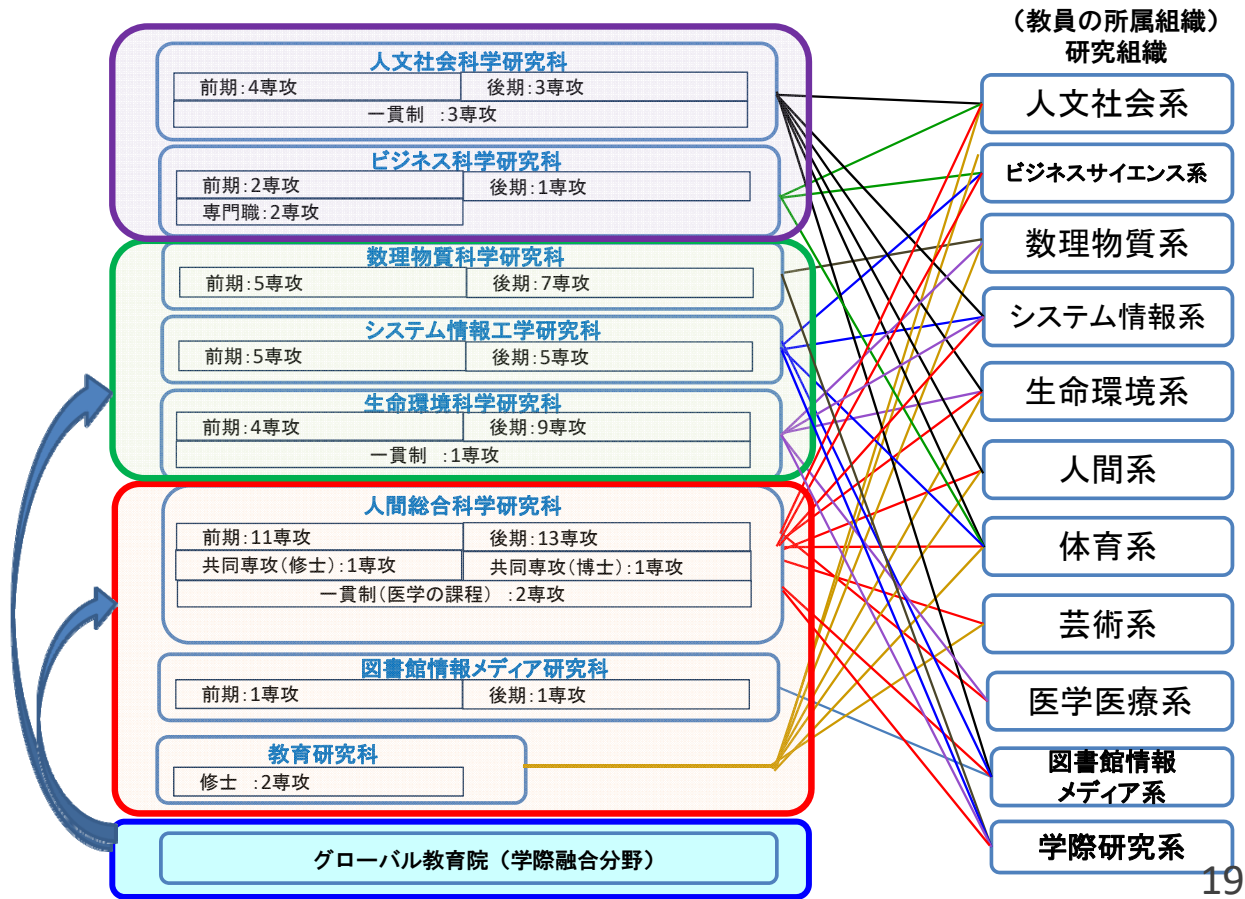 人文社会科学研究科
前期:4専攻
後期:3専攻
一貫制 :3専攻
ビジネス科学研究科
前期:2専攻
後期:1専攻
専門職:2専攻
数理物質科学研究科
前期:5専攻
後期:7専攻
システム情報工学研究科
前期:5専攻
後期:5専攻
生命環境科学研究科
前期:4専攻
後期:9専攻
一貫制 :1専攻
人間総合科学研究科
前期:11専攻
後期:13専攻
共同専攻(修士):1専攻
共同専攻(博士):1専攻
一貫制(医学の課程) :2専攻
図書館情報メディア研究科
前期:1専攻
後期:1専攻
教育研究科
修士 :2専攻
グローバル教育院（学際融合分野）
（教員の所属組織）
研究組織
人文社会系
ビジネスサイエンス系
数理物質系
システム情報系
生命環境系
人間系
体育系
芸術系
医学医療系
図書館情報
メディア系
学際研究系
19